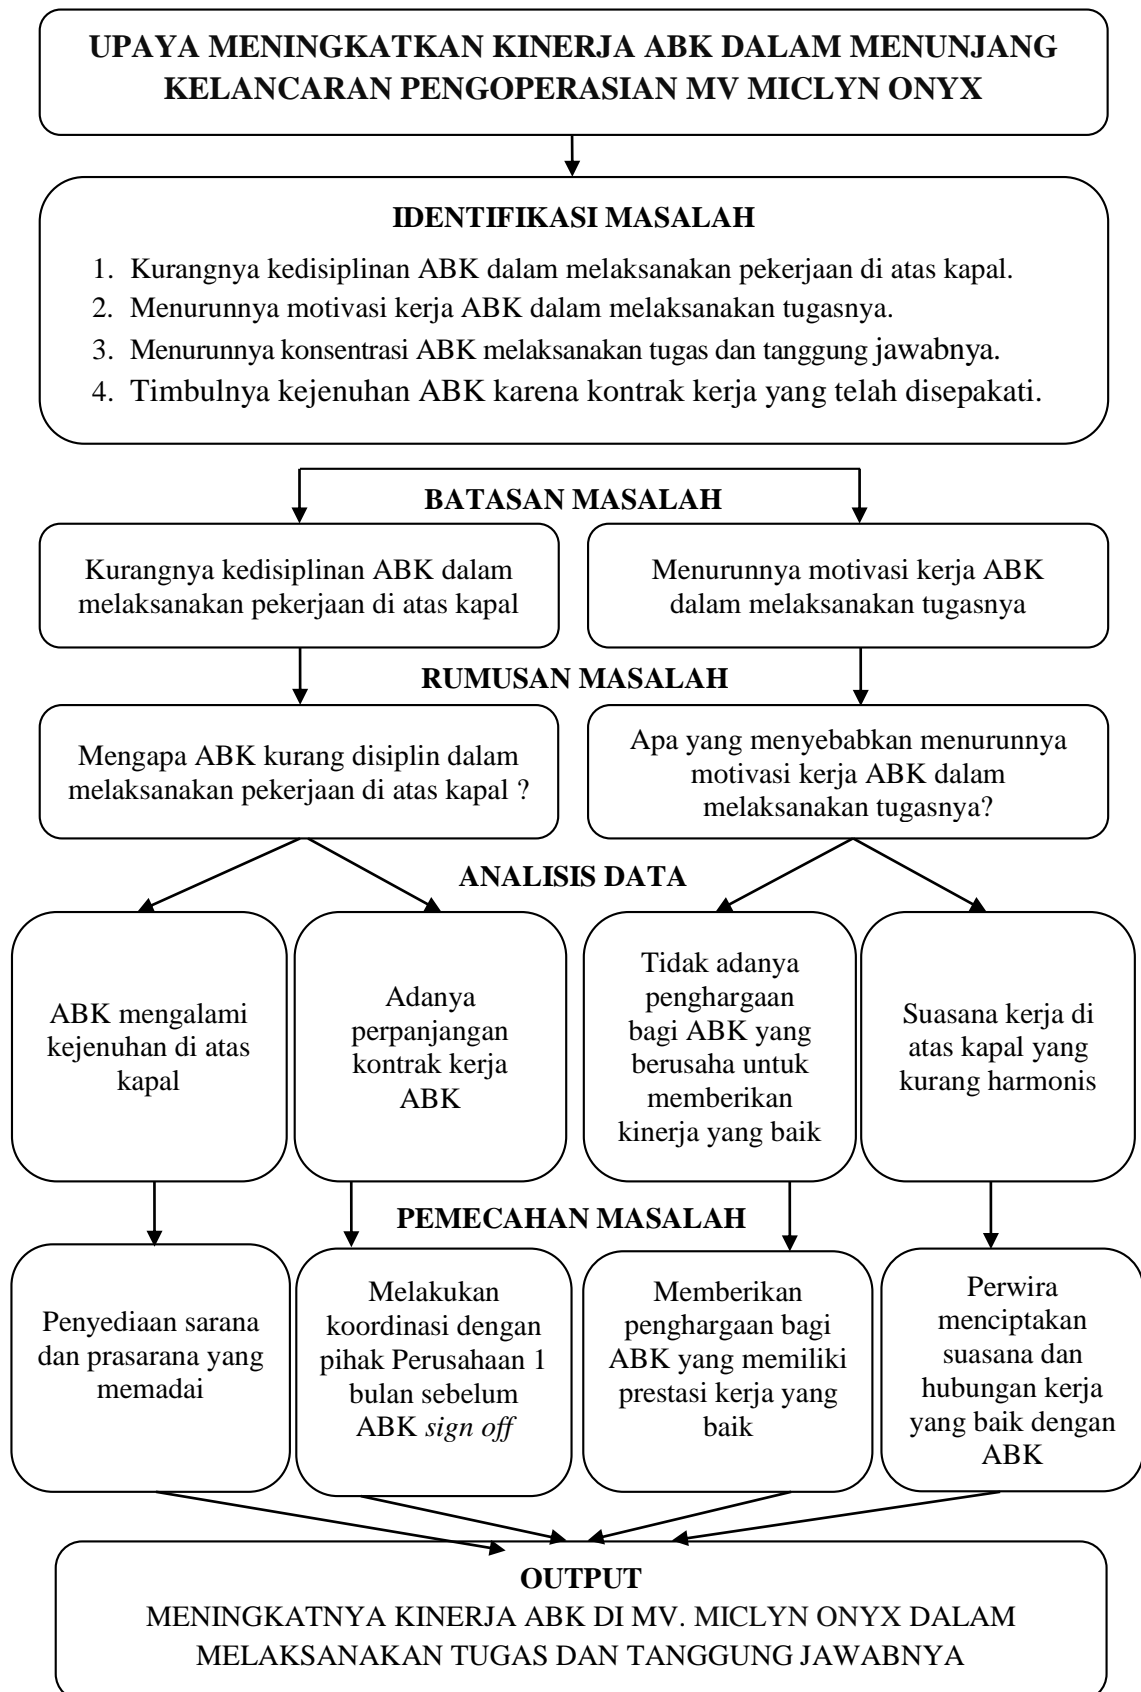 UPAYA MENINGKATKAN KINERJA ABK DALAM MENUNJANG
KELANCARAN PENGOPERASIAN MV MICLYN ONYX
IDENTIFIKASI MASALAH
1. Kurangnya kedisiplinan ABK dalam melaksanakan pekerjaan di atas kapal.
2. Menurunnya motivasi kerja ABK dalam melaksanakan tugasnya.
3. Menurunnya konsentrasi ABK melaksanakan tugas dan tanggung jawabnya.
4. Timbulnya kejenuhan ABK karena kontrak kerja yang telah disepakati.
BATASAN MASALAH
Kurangnya kedisiplinan ABK dalam
melaksanakan pekerjaan di atas kapal
Menurunnya motivasi kerja ABK
dalam melaksanakan tugasnya
RUMUSAN MASALAH
Mengapa ABK kurang disiplin dalam
melaksanakan pekerjaan di atas kapal ?
Apa yang menyebabkan menurunnya
motivasi kerja ABK dalam
melaksanakan tugasnya?
ANALISIS DATA
ABK mengalami
kejenuhan di atas
kapal
Adanya
perpanjangan
kontrak kerja
ABK
Tidak adanya
penghargaan
bagi ABK yang
berusaha untuk
memberikan
kinerja yang baik
Suasana kerja di
atas kapal yang
kurang harmonis
PEMECAHAN MASALAH
Penyediaan sarana
dan prasarana yang
memadai
Melakukan
koordinasi dengan
pihak Perusahaan 1
bulan sebelum
ABK sign off
Memberikan
penghargaan bagi
ABK yang memiliki
prestasi kerja yang
baik
Perwira
menciptakan
suasana dan
hubungan kerja
yang baik dengan
ABK
OUTPUT
MENINGKATNYA KINERJA ABK DI MV. MICLYN ONYX DALAM
MELAKSANAKAN TUGAS DAN TANGGUNG JAWABNYA